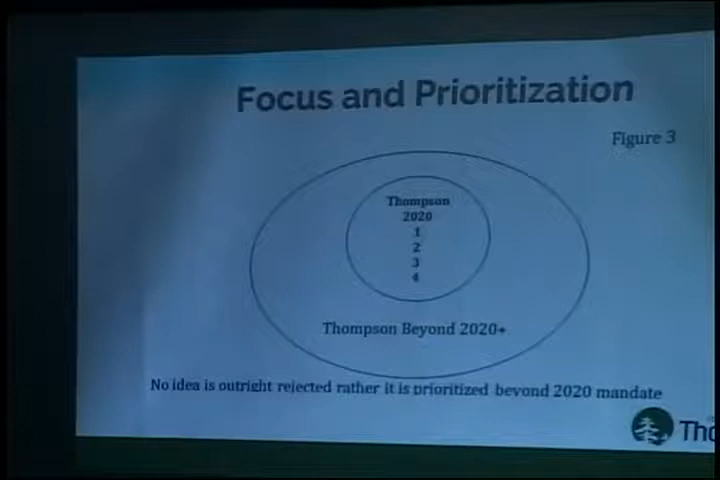 Focus and Prioritization
Figure 3
Thompson
2020
1
2
3
4
Thompson Beyond 2020+
No idea is outright rejected rather it is prioritized beyond 2020 mandate
Tho